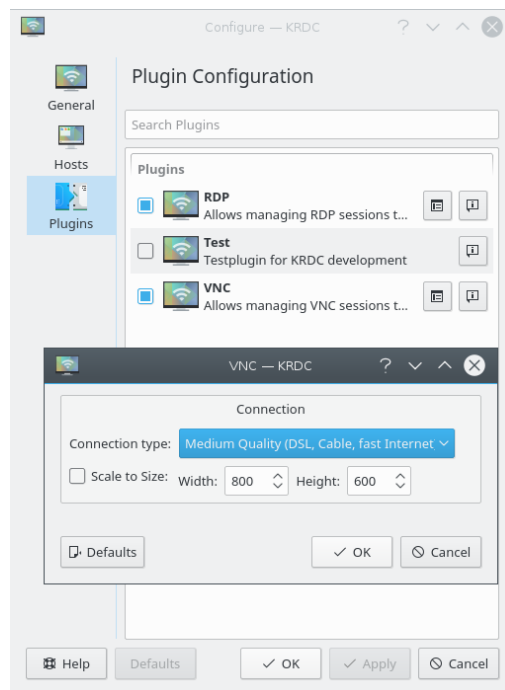 Configure — KRDC
General
Hosts
Plugins
Plugin Configuration
Search Plugins
Plugins
RDP
Allows managing RDP sessions t...
Test
Testplugin for KRDC development
VNC
Allows managing VNC sessions t...
VNC — KRDC
Connection
Connection type: Medium Quality (DSL, Cable, fast Internet
Scale to Size: Width: 800 Height: 600
Defaults OK Cancel
Help Defaults OK Apply Cancel